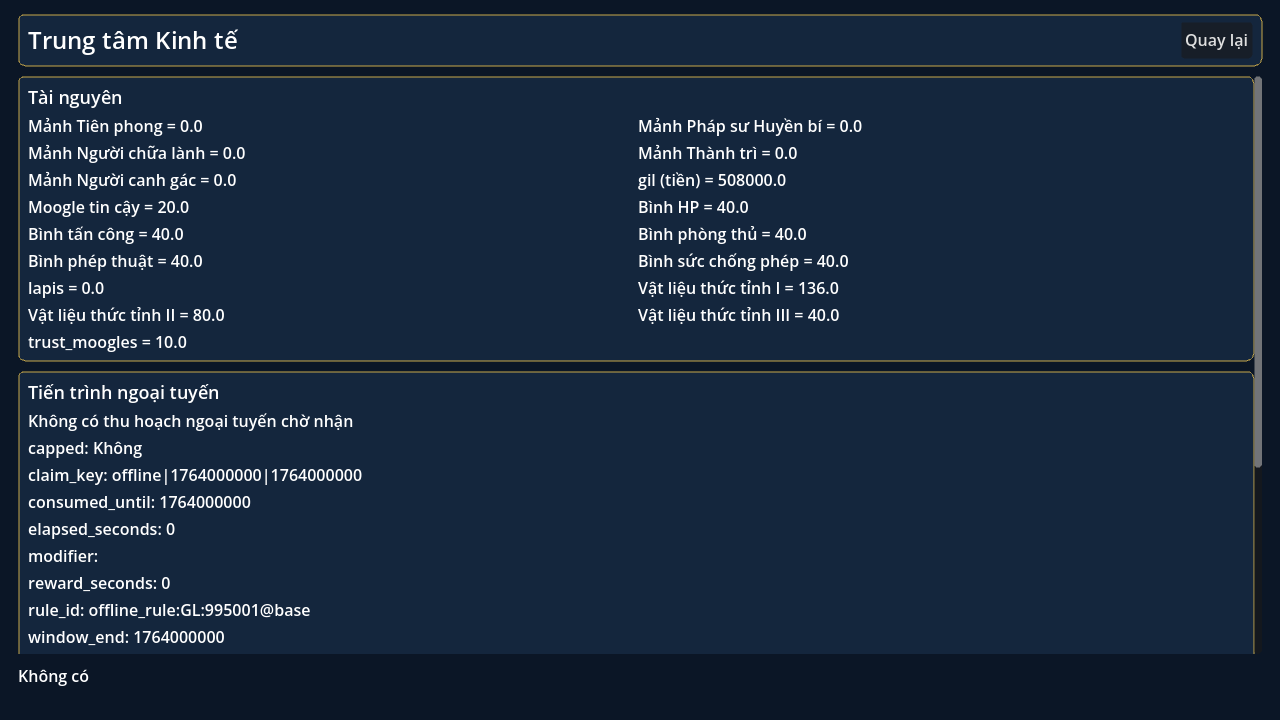 Trung tâm Kinh tế
Quay lại
Tài nguyên
Mảnh Tiên phong = 0.0
Mảnh Pháp sư Huyền bí = 0.0
Mảnh Người chữa lành = 0.0
Mảnh Thành trì = 0.0
Mảnh Người canh gác = 0.0
gil (tiền) = 508000.0
Moogle tin cậy = 20.0
Bình HP = 40.0
Bình tấn công = 40.0
Bình phòng thủ = 40.0
Bình phép thuật = 40.0
Bình sức chống phép = 40.0
lapis = 0.0
Vật liệu thức tỉnh I = 136.0
Vật liệu thức tỉnh II = 80.0
Vật liệu thức tỉnh III = 40.0
trust_moogles = 10.0
Tiến trình ngoại tuyến
Không có thu hoạch ngoại tuyến chờ nhận
capped: Không
claim_key: offline|1764000000|1764000000
consumed_until: 1764000000
elapsed_seconds: 0
modifier:
reward_seconds: 0
rule_id: offline_rule:GL:995001@base
window_end: 1764000000
Không có